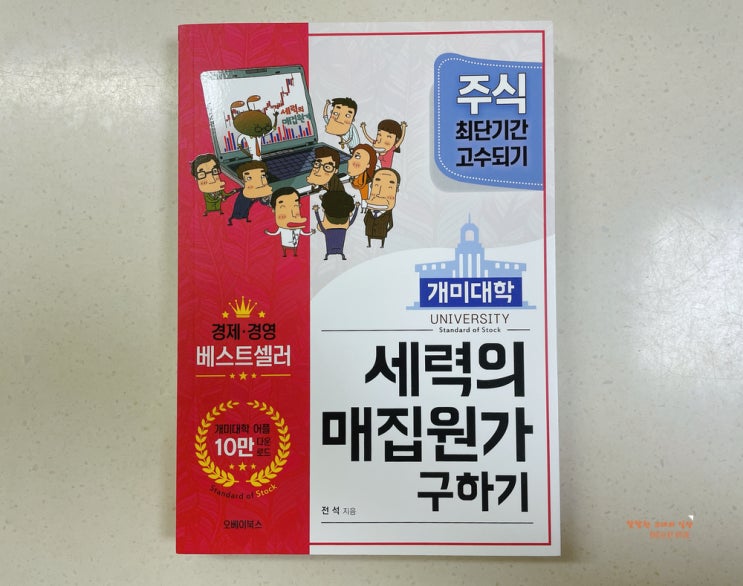 주식
최단기간
고수되기
세력의
매집원가
개미대학
UNIVERSITY
Standard of Stock
세력의
매집원가
구하기
전 석 지음
경제·경영
베스트셀러
개미대학 어플
10만 다운로드
Standard of Stock
오베이북스